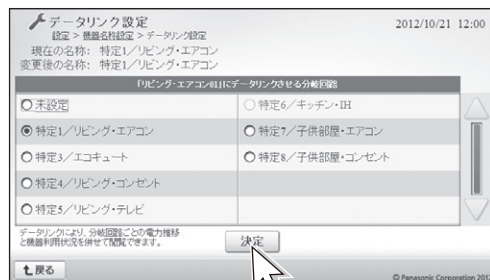 データリンク設定
2012/10/21 12:00
設定 > 機器名称設定 > データリンク設定
現在の名称: 特定1／リビング・エアコン
変更後の名称: 特定1／リビング・エアコン
「リビング・エアコン01」にデータリンクさせる分岐回路
未設定
特定6／キッチン・IH
特定1／リビング・エアコン
特定7／子供部屋・エアコン
特定3／エコキュート
特定8／子供部屋・コンセント
特定4／リビング・コンセント
特定5／リビング・テレビ
データリンクにより、分岐回路ごとの電力推移
と機器利用状況を併せて閲覧できます。
決定
戻る
© Panasonic Corporation 2012